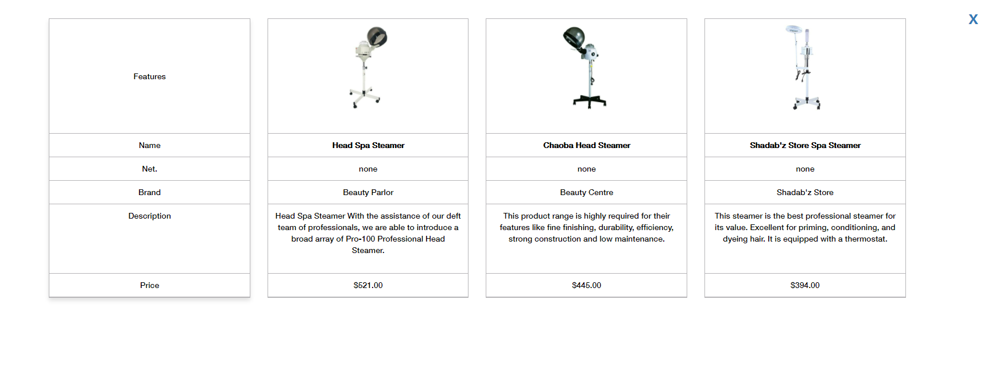 X
Features
Name Head Spa Steamer Chaoba Head Steamer Shadab'z Store Spa Steamer
Net. none none none
Brand Beauty Parlor Beauty Centre Shadab'z Store
Description Head Spa Steamer With the assistance of our deft This product range is highly required for their This steamer is the best professional steamer for
team of professionals, we are able to introduce a features like fine finishing, durability, efficiency, its value. Excellent for priming, conditioning, and
broad array of Pro-100 Professional Head strong construction and low maintenance. dyeing hair. It is equipped with a thermostat.
Steamer.
Price $521.00 $445.00 $394.00